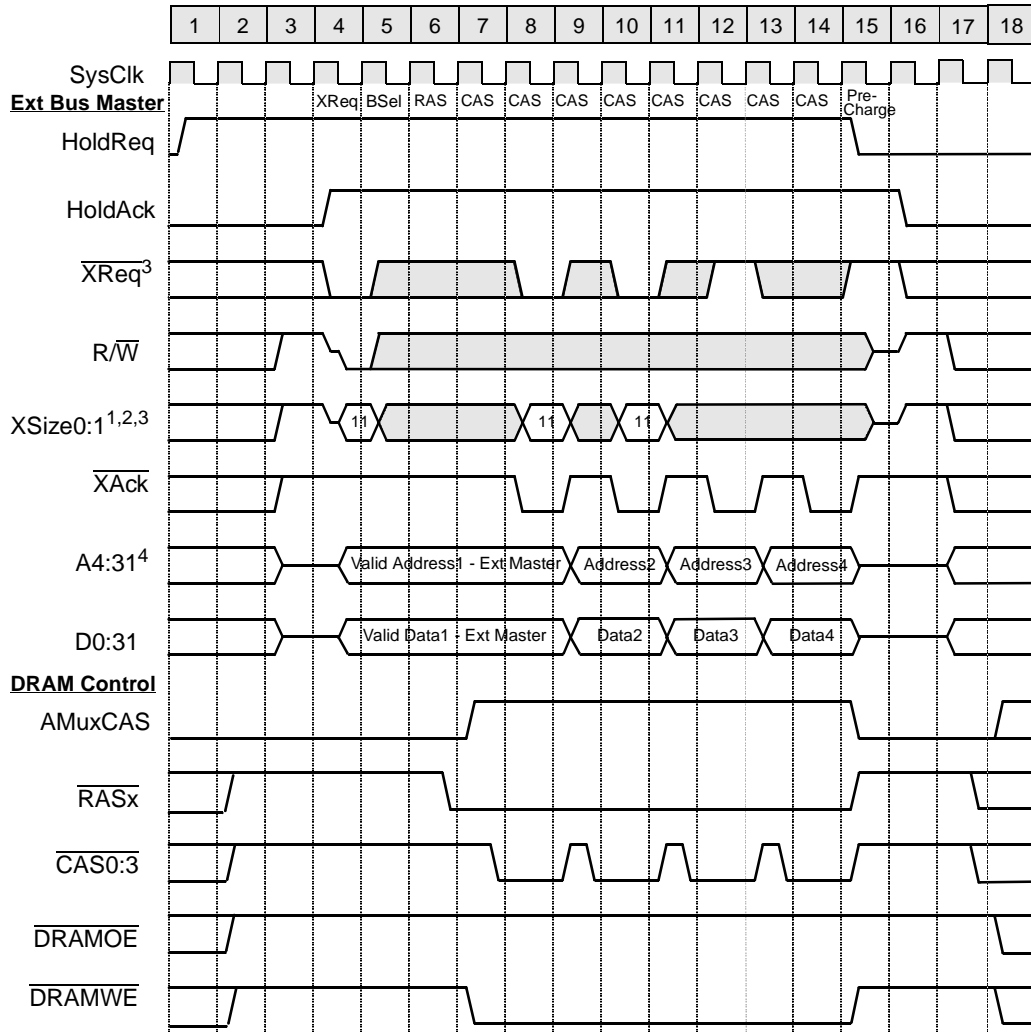 1 2 3 4 5 6 7 8 9 10 11 12 13 14 15 16 17 18
SysClk
Ext Bus Master
XReq BSel RAS CAS CAS CAS CAS CAS CAS CAS CAS Pre-
Charge
HoldReq
HoldAck
XReq3
R/W
XSize0:11,2,3
11 11 11
XAck
A4:314
Valid Address1 - Ext Master Address2 Address3 Address4
D0:31
Valid Data1 - Ext Master Data2 Data3 Data4
DRAM Control
AMuxCAS
RASx
CAS0:3
DRAMOE
DRAMWE